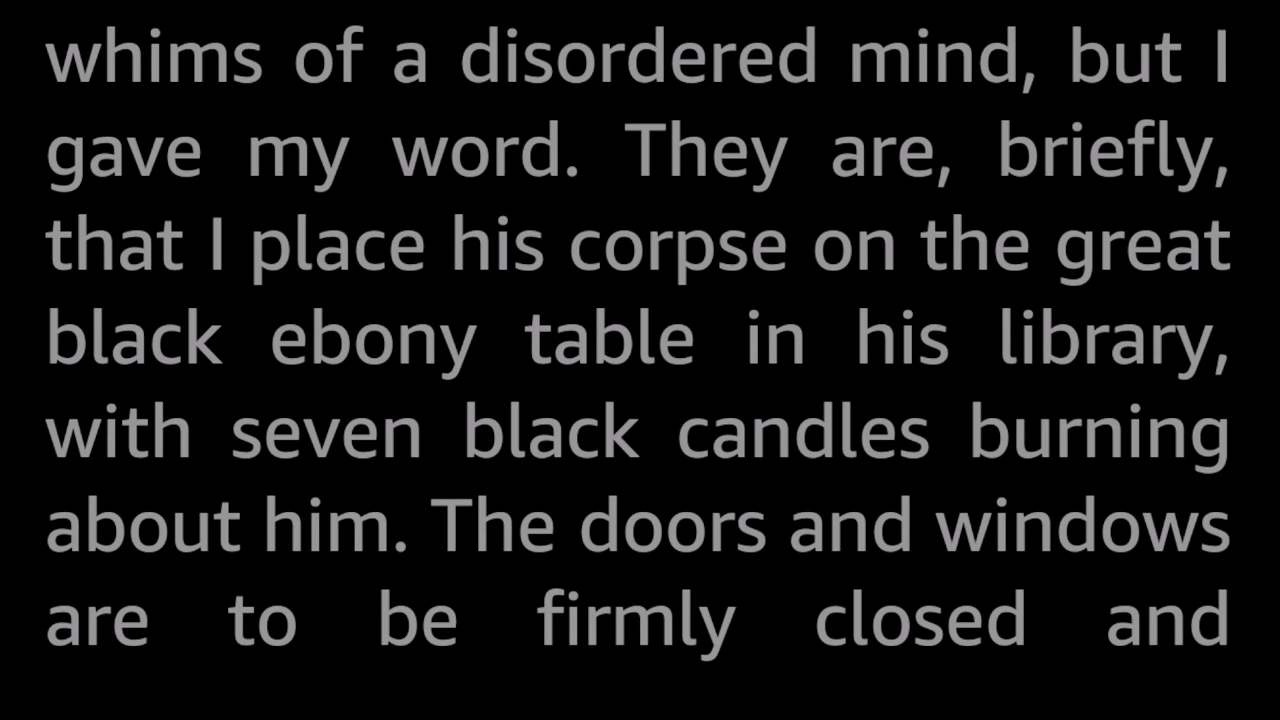 whims of a disordered mind, but I
gave my word. They are, briefly,
that I place his corpse on the great
black ebony table in his library,
with seven black candles burning
about him. The doors and windows
are to be firmly closed and